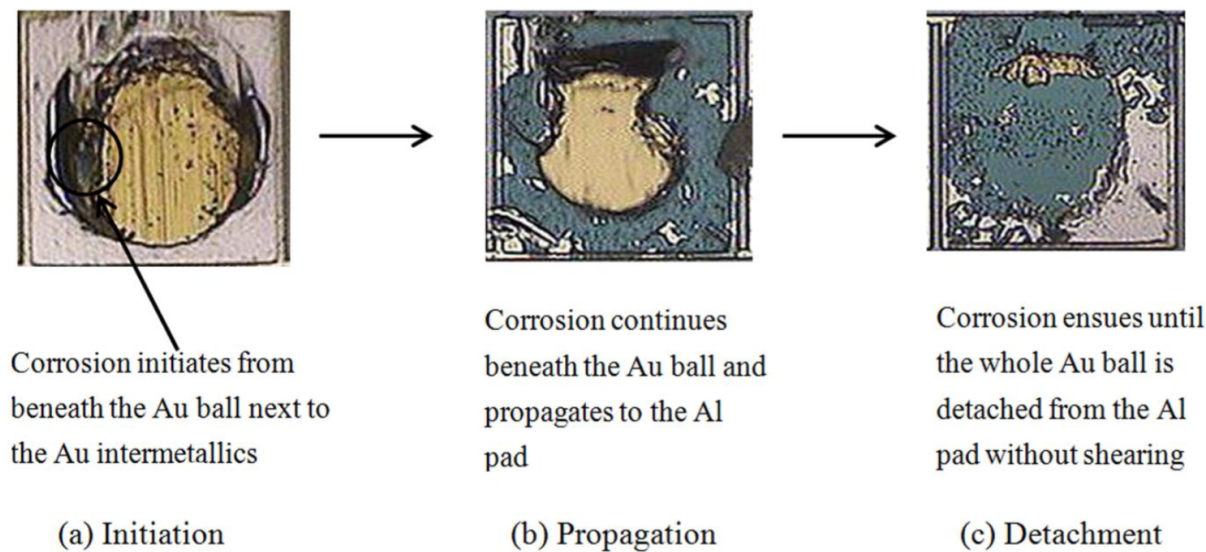 Corrosion initiates from
beneath the Au ball next to
the Au intermetallics
(a) Initiation
Corrosion continues
beneath the Au ball and
propagates to the Al
pad
(b) Propagation
Corrosion ensues until
the whole Au ball is
detached from the Al
pad without shearing
(c) Detachment